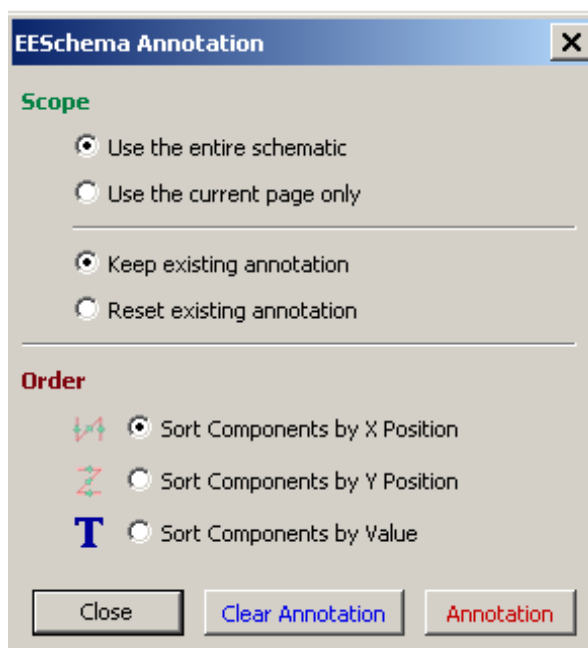 EESchema Annotation
Scope
Use the entire schematic
Use the current page only
Keep existing annotation
Reset existing annotation
Order
Sort Components by X Position
Sort Components by Y Position
T Sort Components by Value
Close Clear Annotation Annotation